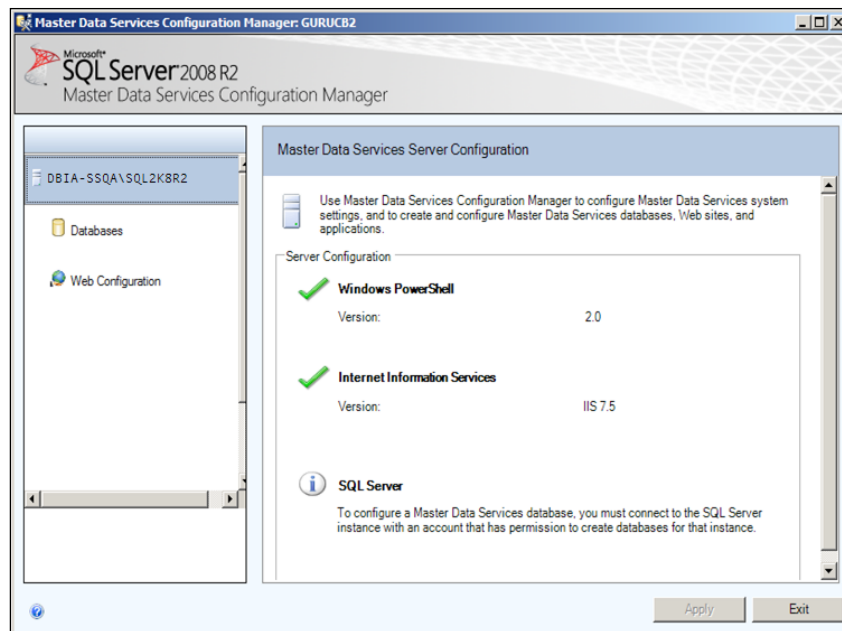 Master Data Services Configuration Manager: GURUCB2
Microsoft®
SQL Server® 2008 R2
Master Data Services Configuration Manager
DBIA-SSQA\SQL2K8R2
Databases
Web Configuration
Master Data Services Server Configuration
Use Master Data Services Configuration Manager to configure Master Data Services system
settings, and to create and configure Master Data Services databases, Web sites, and
applications.
Server Configuration
Windows PowerShell
Version: 2.0
Internet Information Services
Version: IIS 7.5
SQL Server
To configure a Master Data Services database, you must connect to the SQL Server
instance with an account that has permission to create databases for that instance.
Apply Exit